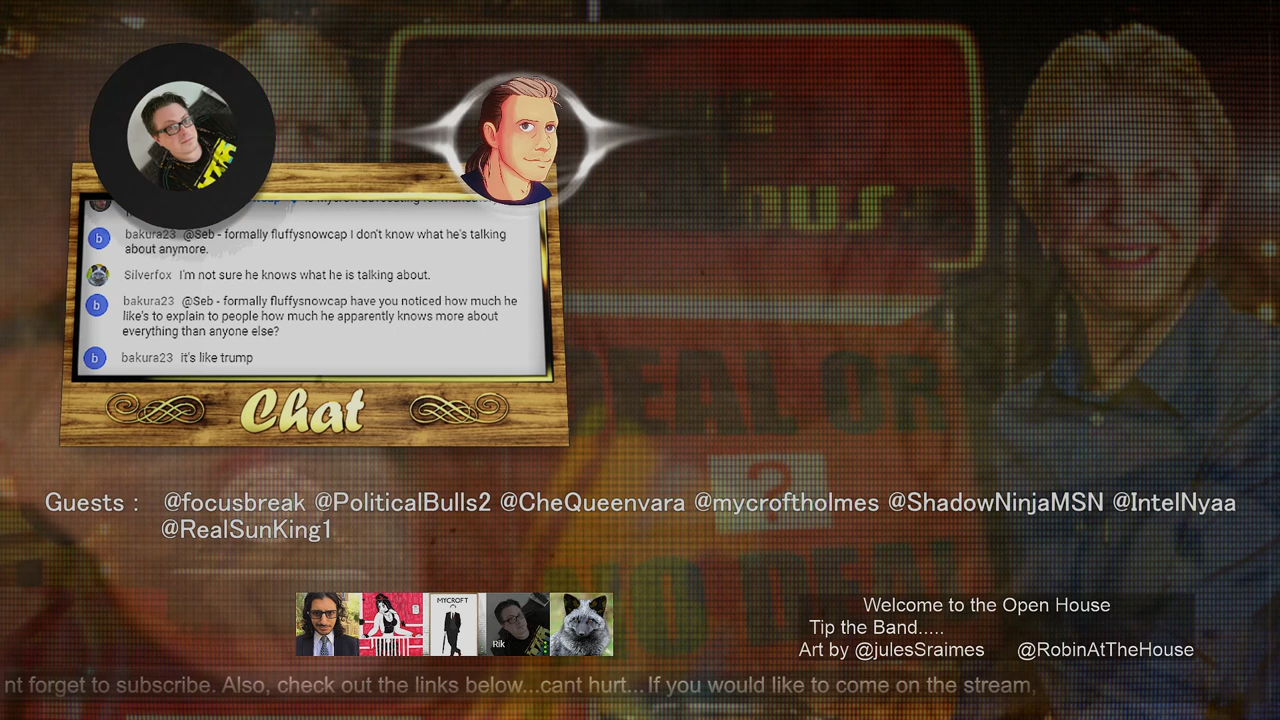 bakura23 @Seb - formally fluffysnowcap I don't know what he's talking
about anymore.
Silverfox I'm not sure he knows what he is talking about.
bakura23 @Seb - formally fluffysnowcap have you noticed how much he
like's to explain to people how much he apparently knows more about
everything than anyone else?
bakura23 it's like trump
b
b
b
Chat
DEAL OR
?
NO DEAL
Guests : @focusbreak @PoliticalBulls2 @CheQueenvara @mycroftholmes @ShadowNinjaMSN @IntelNyaa
@RealSunKing1
MYCROFT
Rik
Welcome to the Open House
Tip the Band.....
Art by @julesSraimes @RobinAtTheHouse
nt forget to subscribe. Also, check out the links below...cant hurt... If you would like to come on the stream,